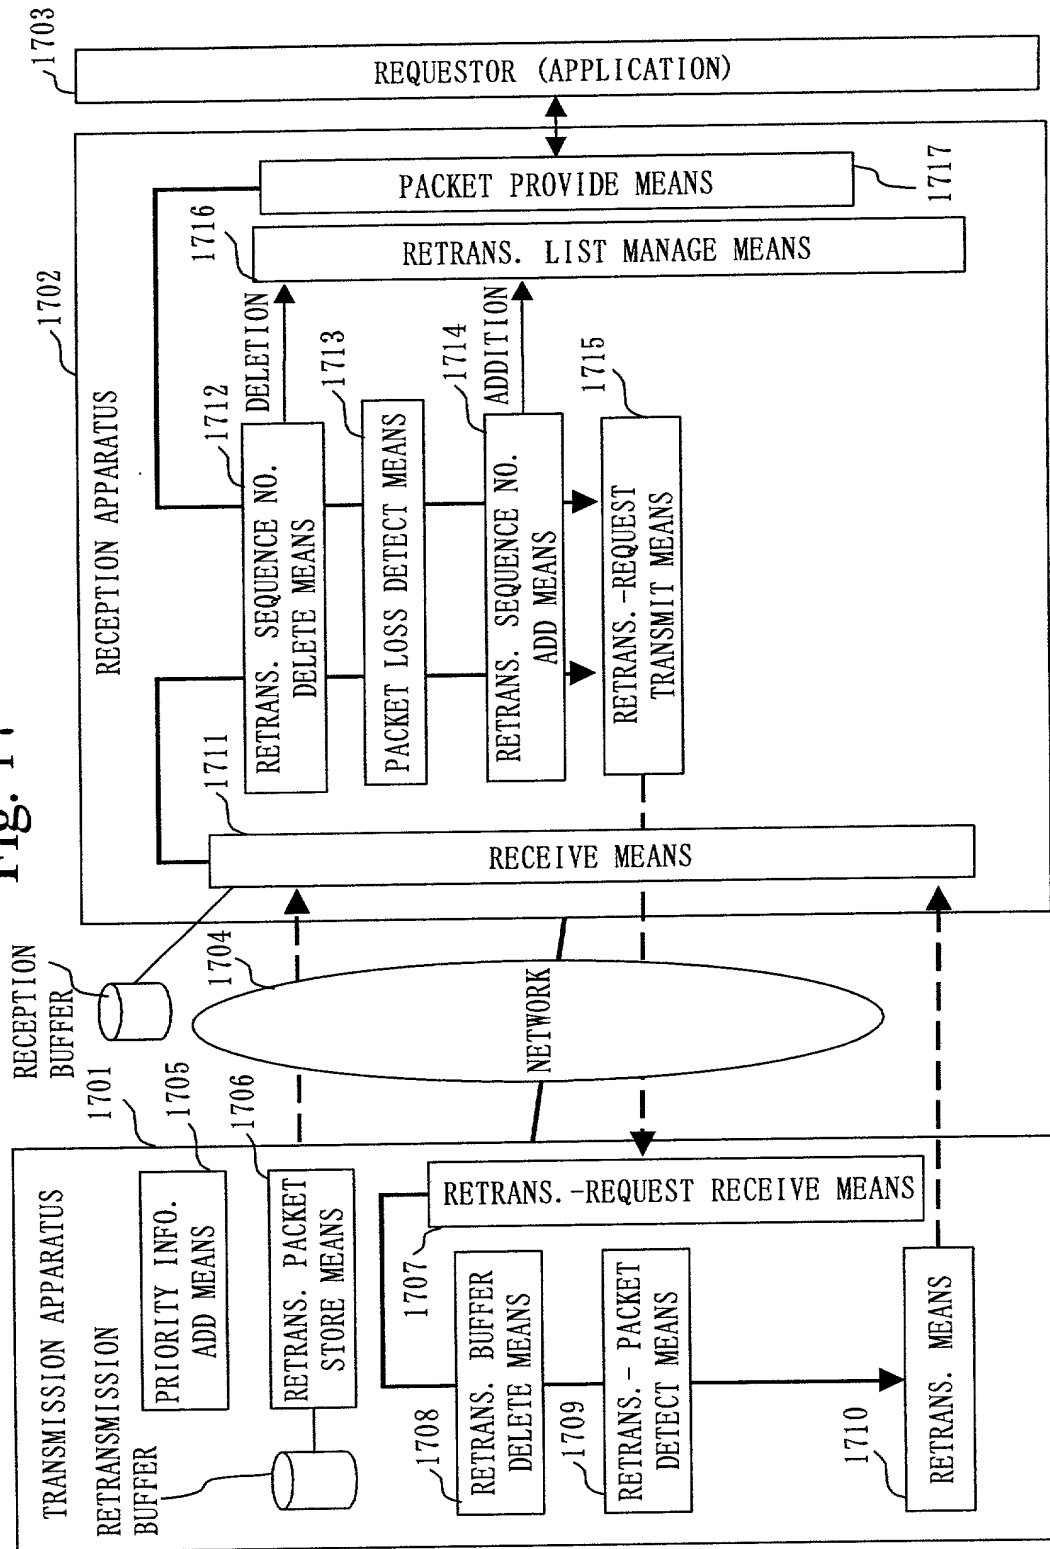 Fig. 17
TRANSMISSION APPARATUS
1701
RETRANSMISSION
BUFFER
PRIORITY INFO.
ADD MEANS
1705
RETRANS. PACKET
STORE MEANS
1706
RETRANS.-REQUEST RECEIVE MEANS
1707
RETRANS. BUFFER
DELETE MEANS
1708
RETRANS.- PACKET
DETECT MEANS
1709
RETRANS. MEANS
1710
NETWORK
1704
RECEPTION
BUFFER
RECEPTION APPARATUS
1702
RECEIVE MEANS
1711
RETRANS. SEQUENCE NO.
DELETE MEANS
1712
DELETION
PACKET LOSS DETECT MEANS
1713
RETRANS. SEQUENCE NO.
ADD MEANS
1714
ADDITION
RETRANS.-REQUEST
TRANSMIT MEANS
1715
RETRANS. LIST MANAGE MEANS
1716
PACKET PROVIDE MEANS
1717
REQUESTOR (APPLICATION)
1703